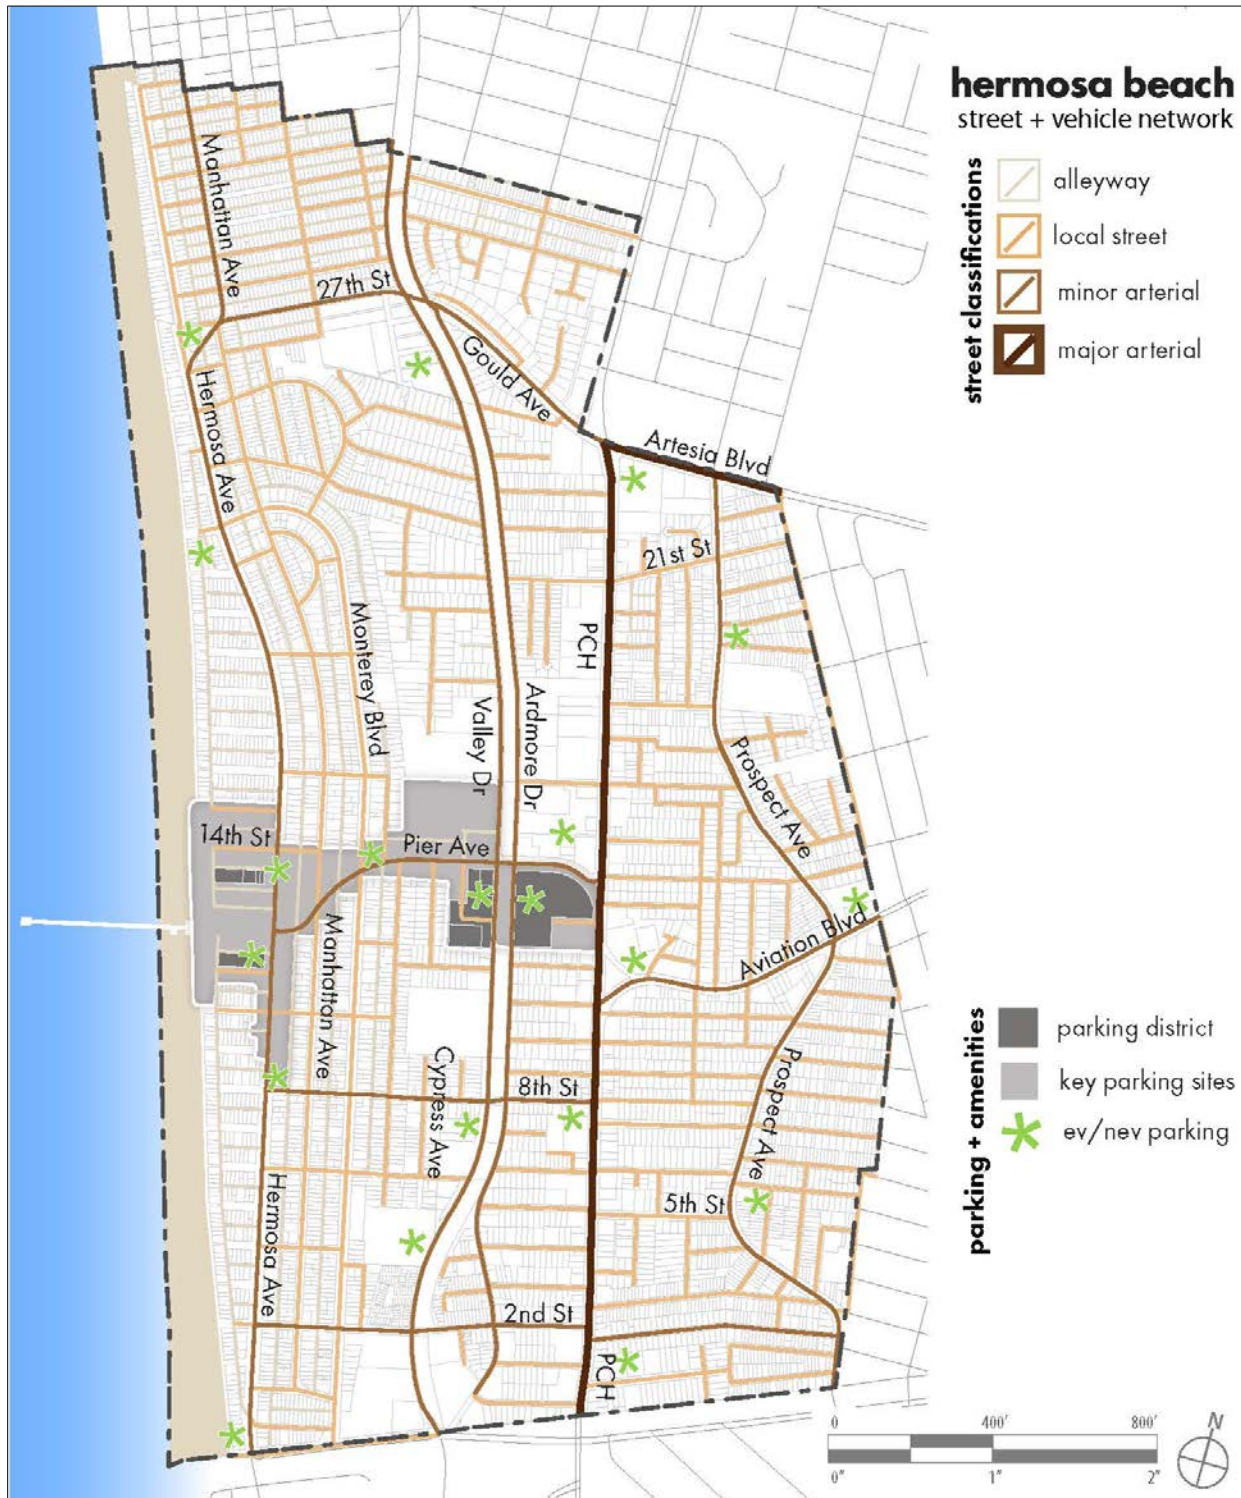 hermosa beach
street + vehicle network
street classifications
alleyway
local street
minor arterial
major arterial
Manhattan Ave
27th St
Gould Ave
Hermosa Ave
Artesia Blvd
21st St
PCH
Monterey Blvd
Valley Dr
Ardmore Dr
Prospect Ave
14th St
Pier Ave
Manhattan Ave
Aviation Blvd
Cypress Ave
8th St
Prospect Ave
5th St
Hermosa Ave
2nd St
PCH
parking + amenities
parking district
key parking sites
ev/nev parking
0 400' 800'
0" 1" 2"
N